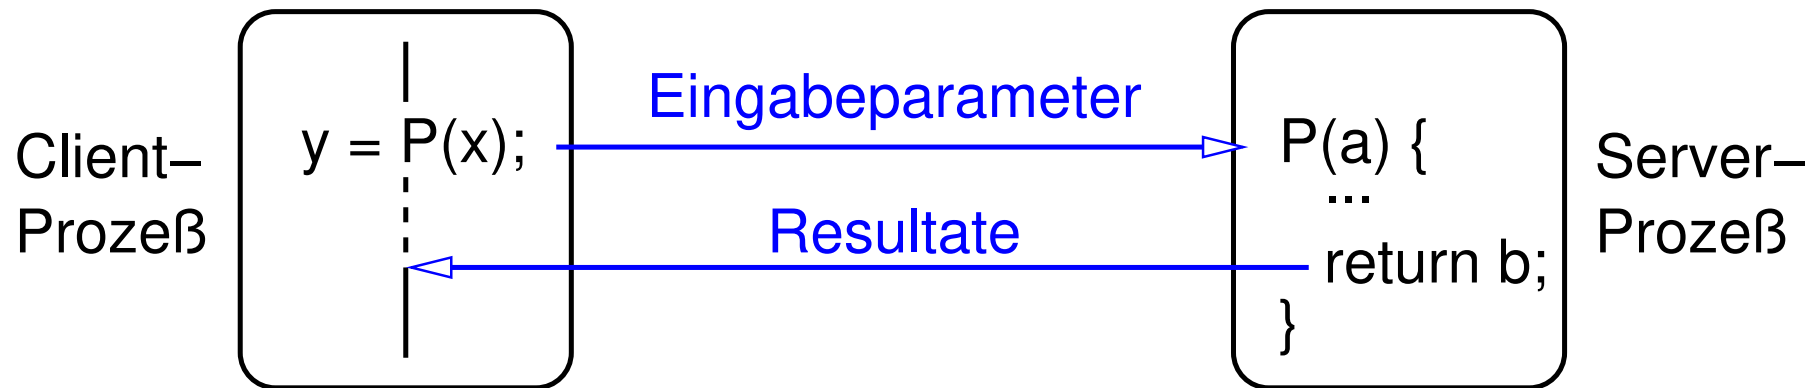 Client–
Prozeß
y = P(x);
Eingabeparameter
Resultate
P(a) {
...
return b;
}
Server–
Prozeß